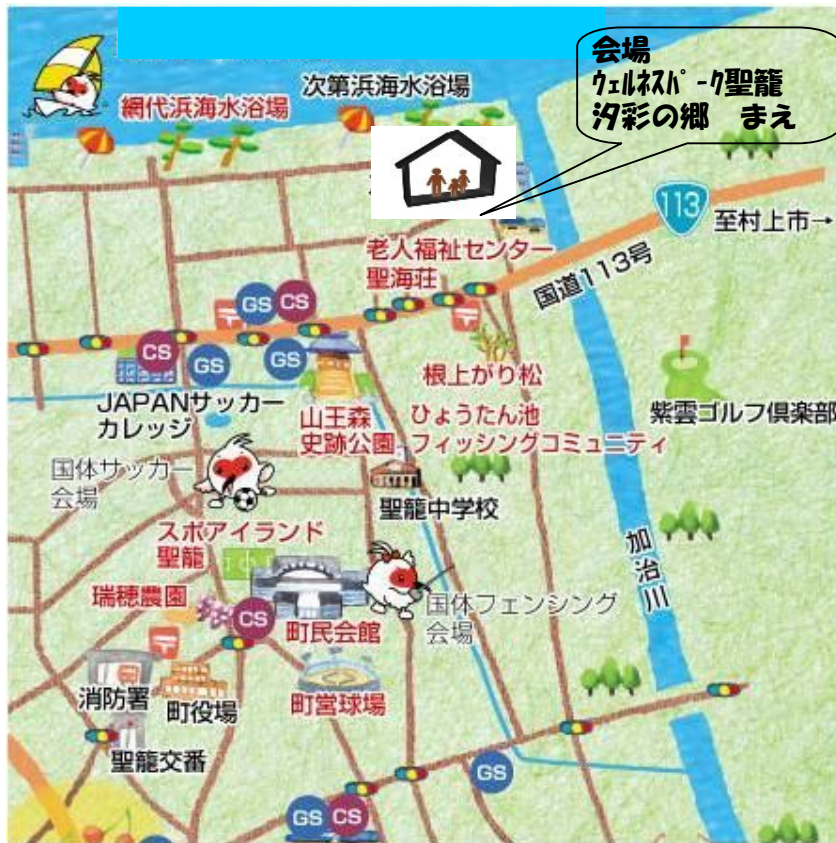 会場
ウェルネスパーク聖籠
汐彩の郷　まえ
次第浜海水浴場
網代浜海水浴場
113
至村上市→
老人福祉センター
聖海荘
国道113号
GS
CS
CS
GS
GS
根上がり松
JAPANサッカー
カレッジ
山王森
史跡公園
ひょうたん池
フィッシングコミュニティ
紫雲ゴルフ倶楽部
国体サッカー
会場
聖籠中学校
スポアイランド
聖籠
加治川
瑞穂農園
CS
町民会館
国体フェンシング
会場
消防署
町役場
町営球場
聖籠交番
GS
GS
CS